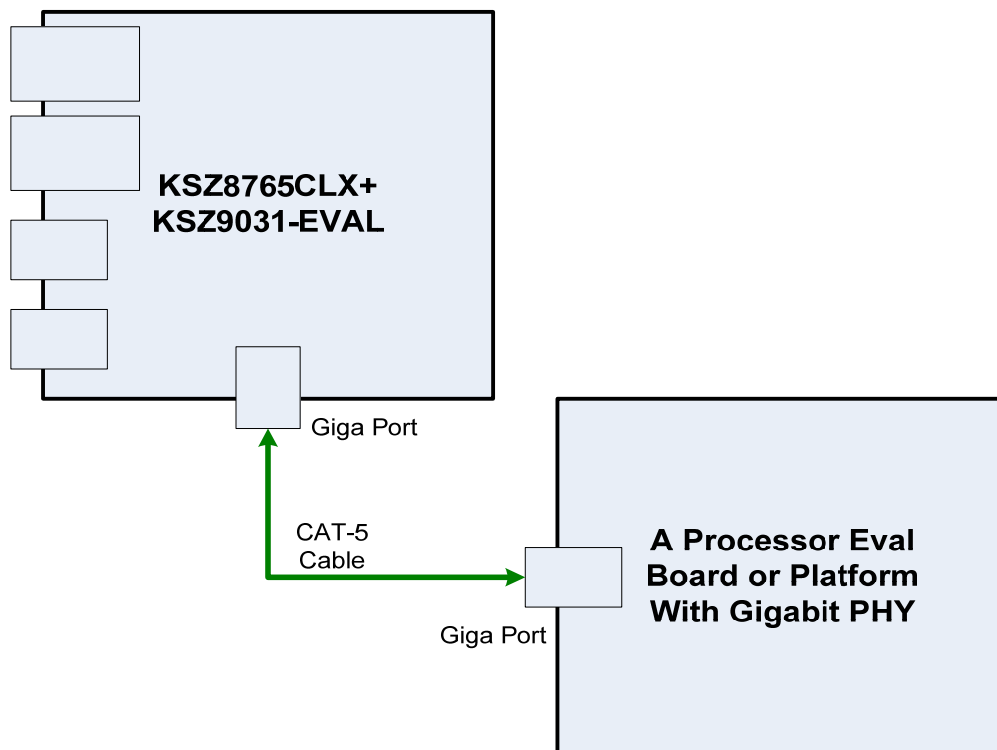 KSZ8765CLX+
KSZ9031-EVAL
Giga Port
CAT-5
Cable
A Processor Eval
Board or Platform
With Gigabit PHY
Giga Port